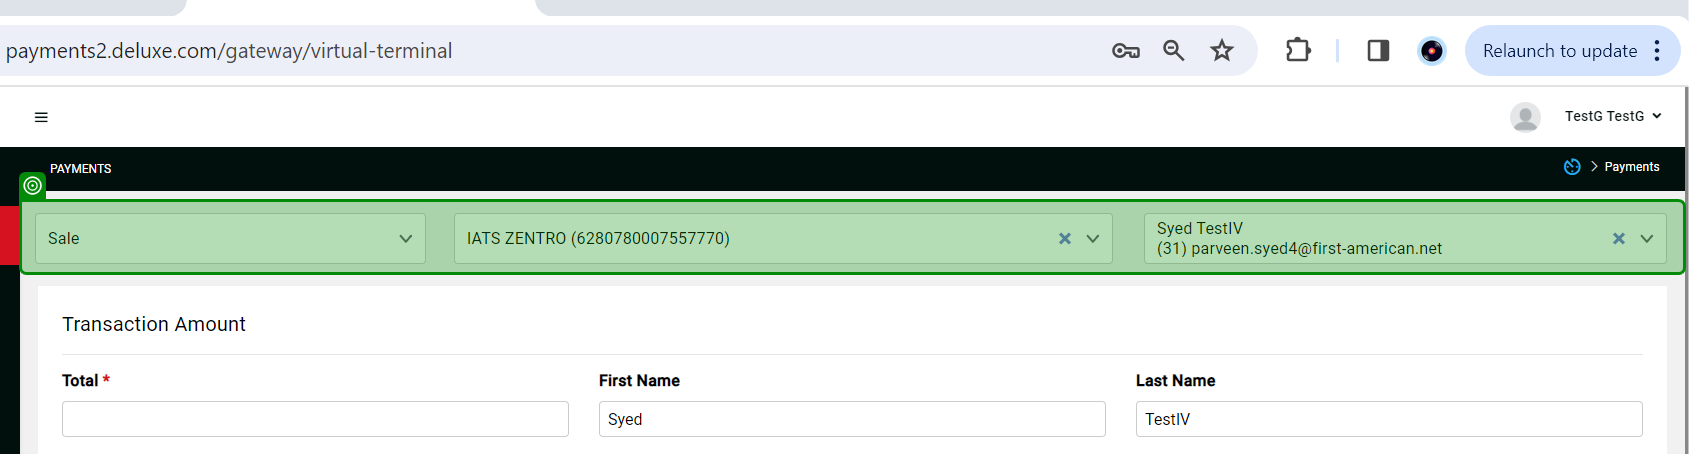 payments2.deluxe.com/gateway/virtual-terminal
Relaunch to update
TestG TestG
PAYMENTS
Payments
Sale
IATS ZENTRO (6280780007557770)
Syed TestIV
(31) parveen.syed4@first-american.net
Transaction Amount
Total *
First Name
Last Name
Syed
TestIV